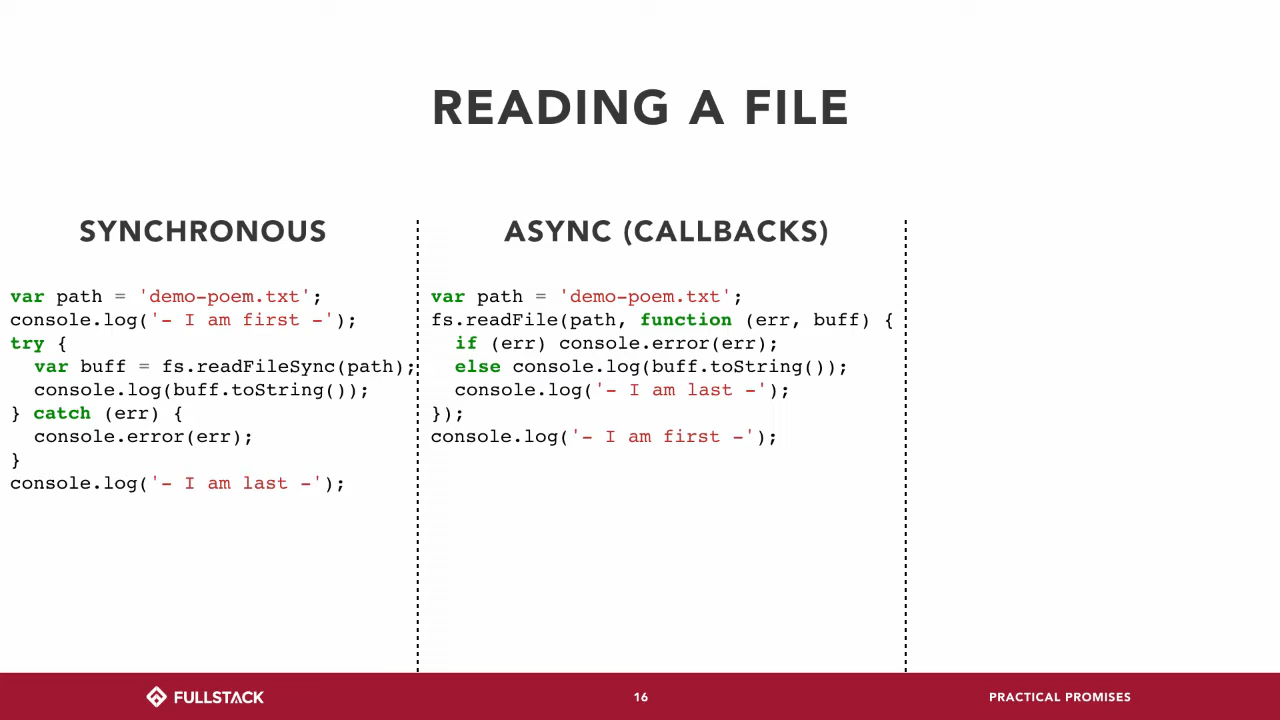 READING A FILE
SYNCHRONOUS
var path = 'demo-poem.txt';
console.log('- I am first -');
try {
  var buff = fs.readFileSync(path);
  console.log(buff.toString());
} catch (err) {
  console.error(err);
}
console.log('- I am last -');
ASYNC (CALLBACKS)
var path = 'demo-poem.txt';
fs.readFile(path, function (err, buff) {
  if (err) console.error(err);
  else console.log(buff.toString());
  console.log('- I am last -');
});
console.log('- I am first -');
FULLSTACK
16
PRACTICAL PROMISES